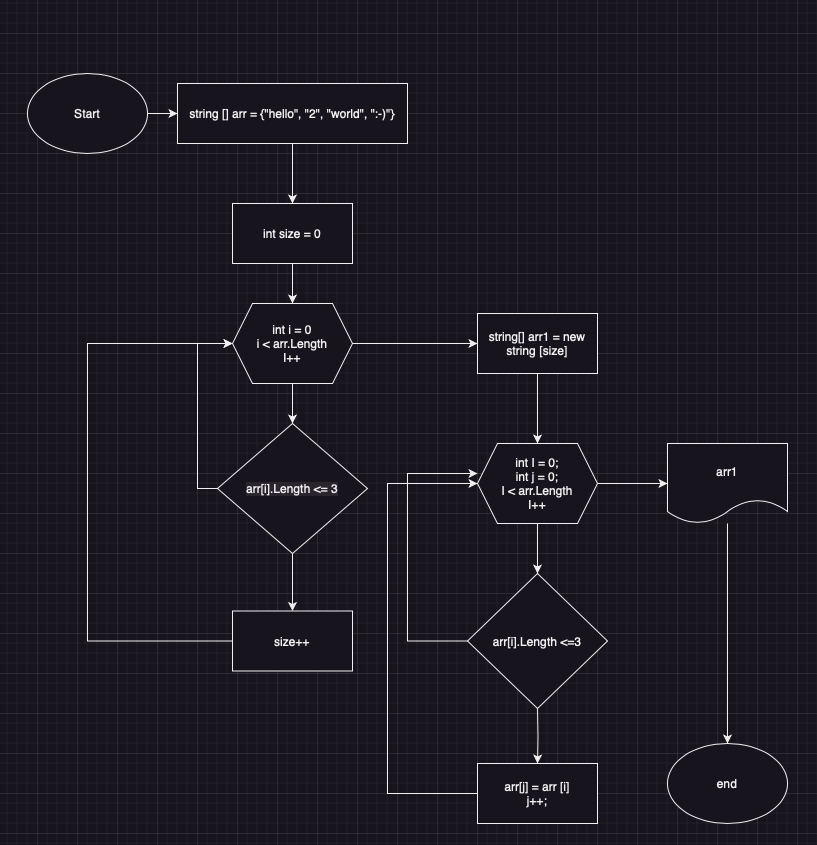 Start
string [] arr = {"hello", "2", "world", ":-)"}
int size = 0
int i = 0
i < arr.Length
I++
arr[i].Length <= 3
size++
string[] arr1 = new
string [size]
int I = 0;
int j = 0;
I < arr.Length
I++
arr[i].Length <=3
arr[j] = arr [i]
j++;
arr1
end